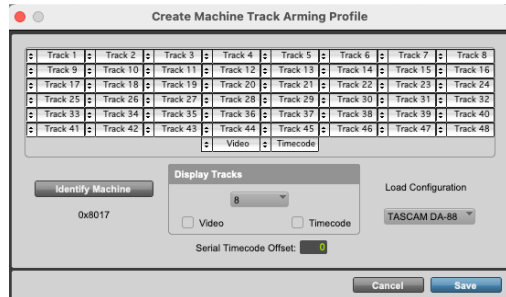 Create Machine Track Arming Profile
Track 1 Track 2 Track 3 Track 4 Track 5 Track 6 Track 7 Track 8
Track 9 Track 10 Track 11 Track 12 Track 13 Track 14 Track 15 Track 16
Track 17 Track 18 Track 19 Track 20 Track 21 Track 22 Track 23 Track 24
Track 25 Track 26 Track 27 Track 28 Track 29 Track 30 Track 31 Track 32
Track 33 Track 34 Track 35 Track 36 Track 37 Track 38 Track 39 Track 40
Track 41 Track 42 Track 43 Track 44 Track 45 Track 46 Track 47 Track 48
Video Timecode
Identify Machine
0x8017
Display Tracks
8
Video Timecode
Serial Timecode Offset: 0
Load Configuration
TASCAM DA-88
Cancel Save